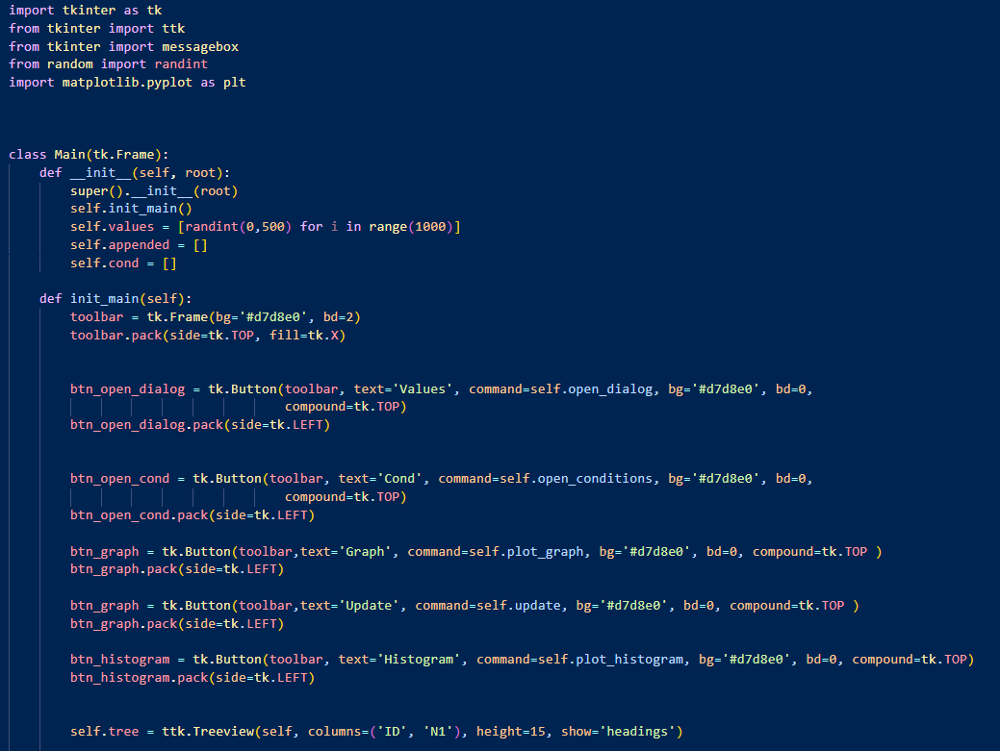 import tkinter as tk
from tkinter import ttk
from tkinter import messagebox
from random import randint
import matplotlib.pyplot as plt
class Main(tk.Frame):
    def __init__(self, root):
        super().__init__(root)
        self.init_main()
        self.values = [randint(0,500) for i in range(1000)]
        self.appended = []
        self.cond = []
    def init_main(self):
        toolbar = tk.Frame(bg='#d7d8e0', bd=2)
        toolbar.pack(side=tk.TOP, fill=tk.X)
        btn_open_dialog = tk.Button(toolbar, text='Values', command=self.open_dialog, bg='#d7d8e0', bd=0,
                                    compound=tk.TOP)
        btn_open_dialog.pack(side=tk.LEFT)
        btn_open_cond = tk.Button(toolbar, text='Cond', command=self.open_conditions, bg='#d7d8e0', bd=0,
                                    compound=tk.TOP)
        btn_open_cond.pack(side=tk.LEFT)
        btn_graph = tk.Button(toolbar,text='Graph', command=self.plot_graph, bg='#d7d8e0', bd=0, compound=tk.TOP )
        btn_graph.pack(side=tk.LEFT)
        btn_graph = tk.Button(toolbar,text='Update', command=self.update, bg='#d7d8e0', bd=0, compound=tk.TOP )
        btn_graph.pack(side=tk.LEFT)
        btn_histogram = tk.Button(toolbar, text='Histogram', command=self.plot_histogram, bg='#d7d8e0', bd=0, compound=tk.TOP)
        btn_histogram.pack(side=tk.LEFT)
        self.tree = ttk.Treeview(self, columns=('ID', 'N1'), height=15, show='headings')